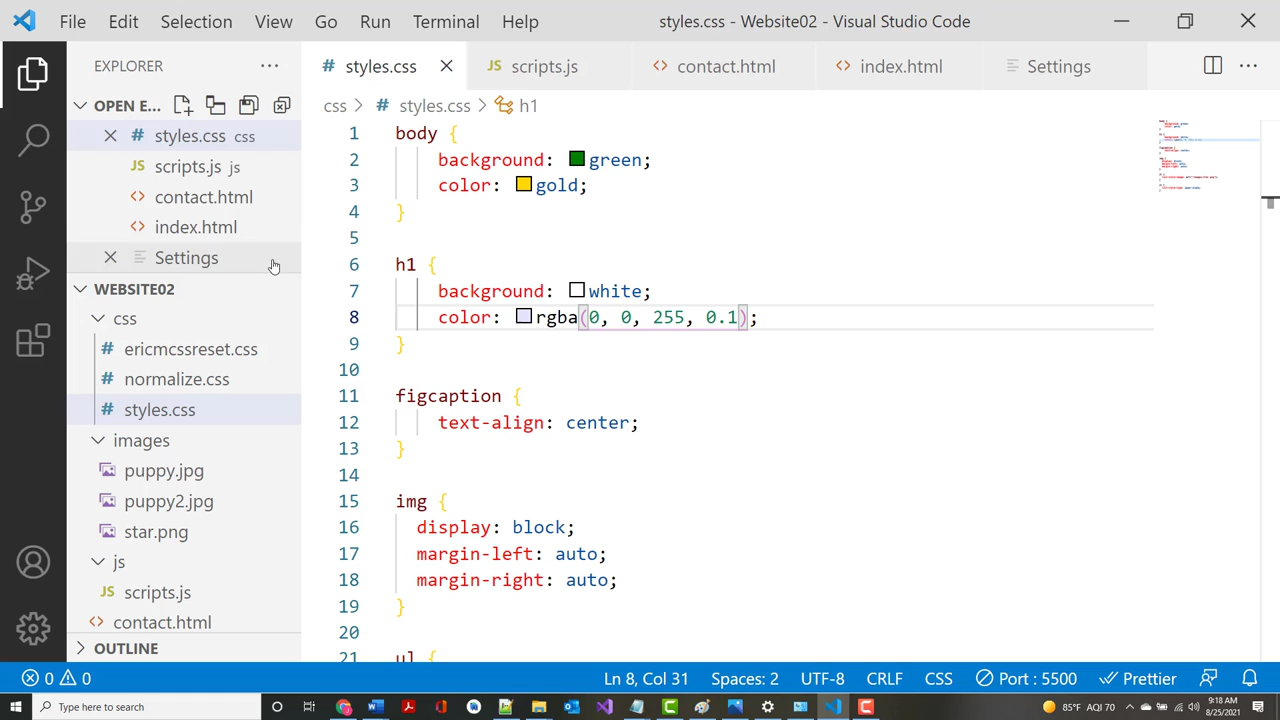 File Edit Selection View Go Run Terminal Help styles.css - Website02 - Visual Studio Code
EXPLORER
OPEN E...
# styles.css css
JS scripts.js js
<> contact.html
<> index.html
Settings
WEBSITE02
css
# ericmcssreset.css
# normalize.css
# styles.css
images
puppy.jpg
puppy2.jpg
star.png
js
JS scripts.js
<> contact.html
OUTLINE
# styles.css JS scripts.js <> contact.html <> index.html Settings
css > # styles.css > h1
1 body {
2 background: green;
3 color: gold;
4 }
5
6 h1 {
7 background: white;
8 color: rgba(0, 0, 255, 0.1);
9 }
10
11 figcaption {
12 text-align: center;
13 }
14
15 img {
16 display: block;
17 margin-left: auto;
18 margin-right: auto;
19 }
20
21 ul {
0 0 Ln 8, Col 31 Spaces: 2 UTF-8 CRLF CSS Port : 5500 Prettier
Type here to search 85°F AQI 70 9:18 AM
8/25/2021